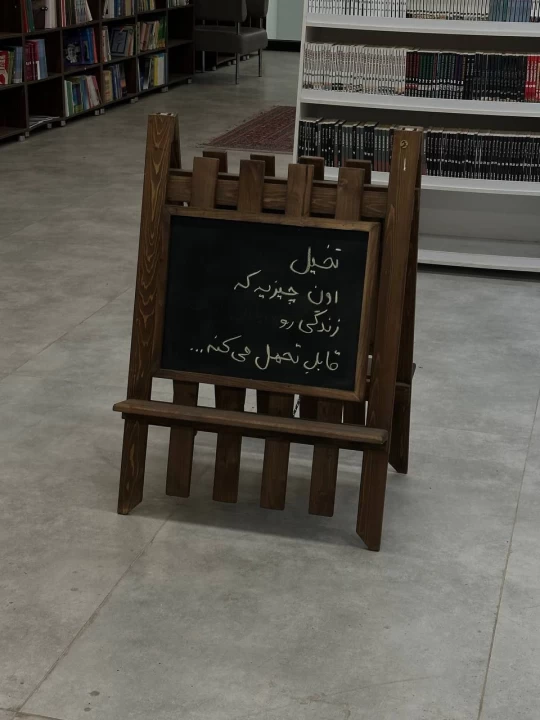 تخیل
اون چیزیه که
زندگی رو
قابلِ تحمل می‌کنه...